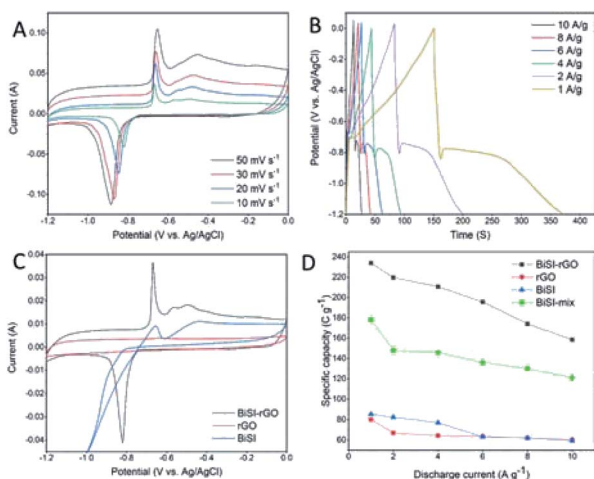 A
Current (A)
0.10
0.05
0.00
-0.05
-0.10
50 mV s⁻¹
30 mV s⁻¹
20 mV s⁻¹
10 mV s⁻¹
-1.2
-1.0
-0.8
-0.6
-0.4
-0.2
0.0
Potential (V vs. Ag/AgCl)
B
Potential (V vs. Ag/AgCl)
0.0
-0.3
-0.6
-0.9
-1.2
10 A/g
8 A/g
6 A/g
4 A/g
2 A/g
1 A/g
0
50
100
150
200
250
300
350
400
Time (S)
C
Current (A)
0.04
0.03
0.02
0.01
0.00
-0.01
-0.02
-0.03
-0.04
BiSI-rGO
rGO
BiSI
-1.2
-1.0
-0.8
-0.6
-0.4
-0.2
0.0
Potential (V vs. Ag/AgCl)
D
Specific capacity (C g⁻¹)
240
220
200
180
160
140
120
100
80
60
BiSI-rGO
rGO
BiSI
BiSI-mix
0
2
4
6
8
10
Discharge current (A g⁻¹)